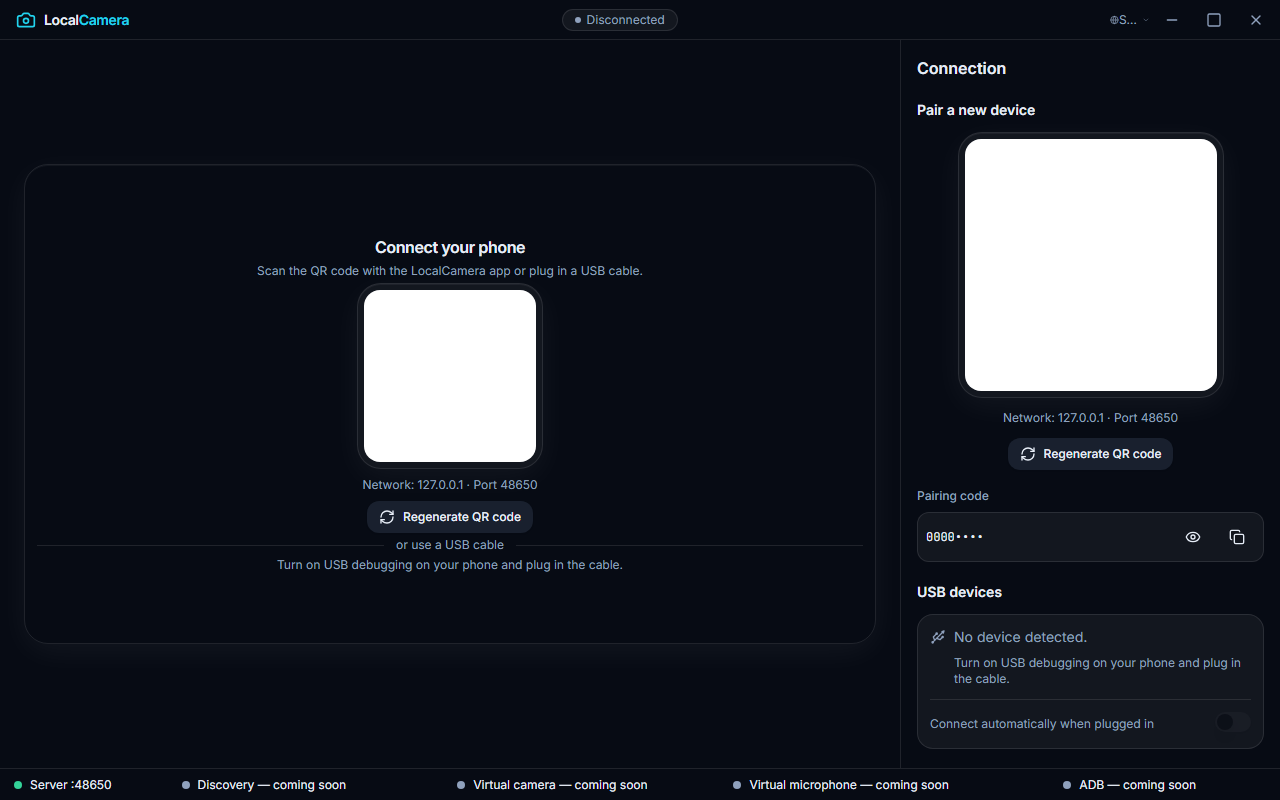 LocalCamera
Disconnected
S...
Connection
Pair a new device
Network: 127.0.0.1 · Port 48650
Regenerate QR code
Pairing code
0000••••
USB devices
No device detected.
Turn on USB debugging on your phone and plug in
the cable.
Connect automatically when plugged in
Connect your phone
Scan the QR code with the LocalCamera app or plug in a USB cable.
Network: 127.0.0.1 · Port 48650
Regenerate QR code
or use a USB cable
Turn on USB debugging on your phone and plug in the cable.
Server :48650
Discovery — coming soon
Virtual camera — coming soon
Virtual microphone — coming soon
ADB — coming soon